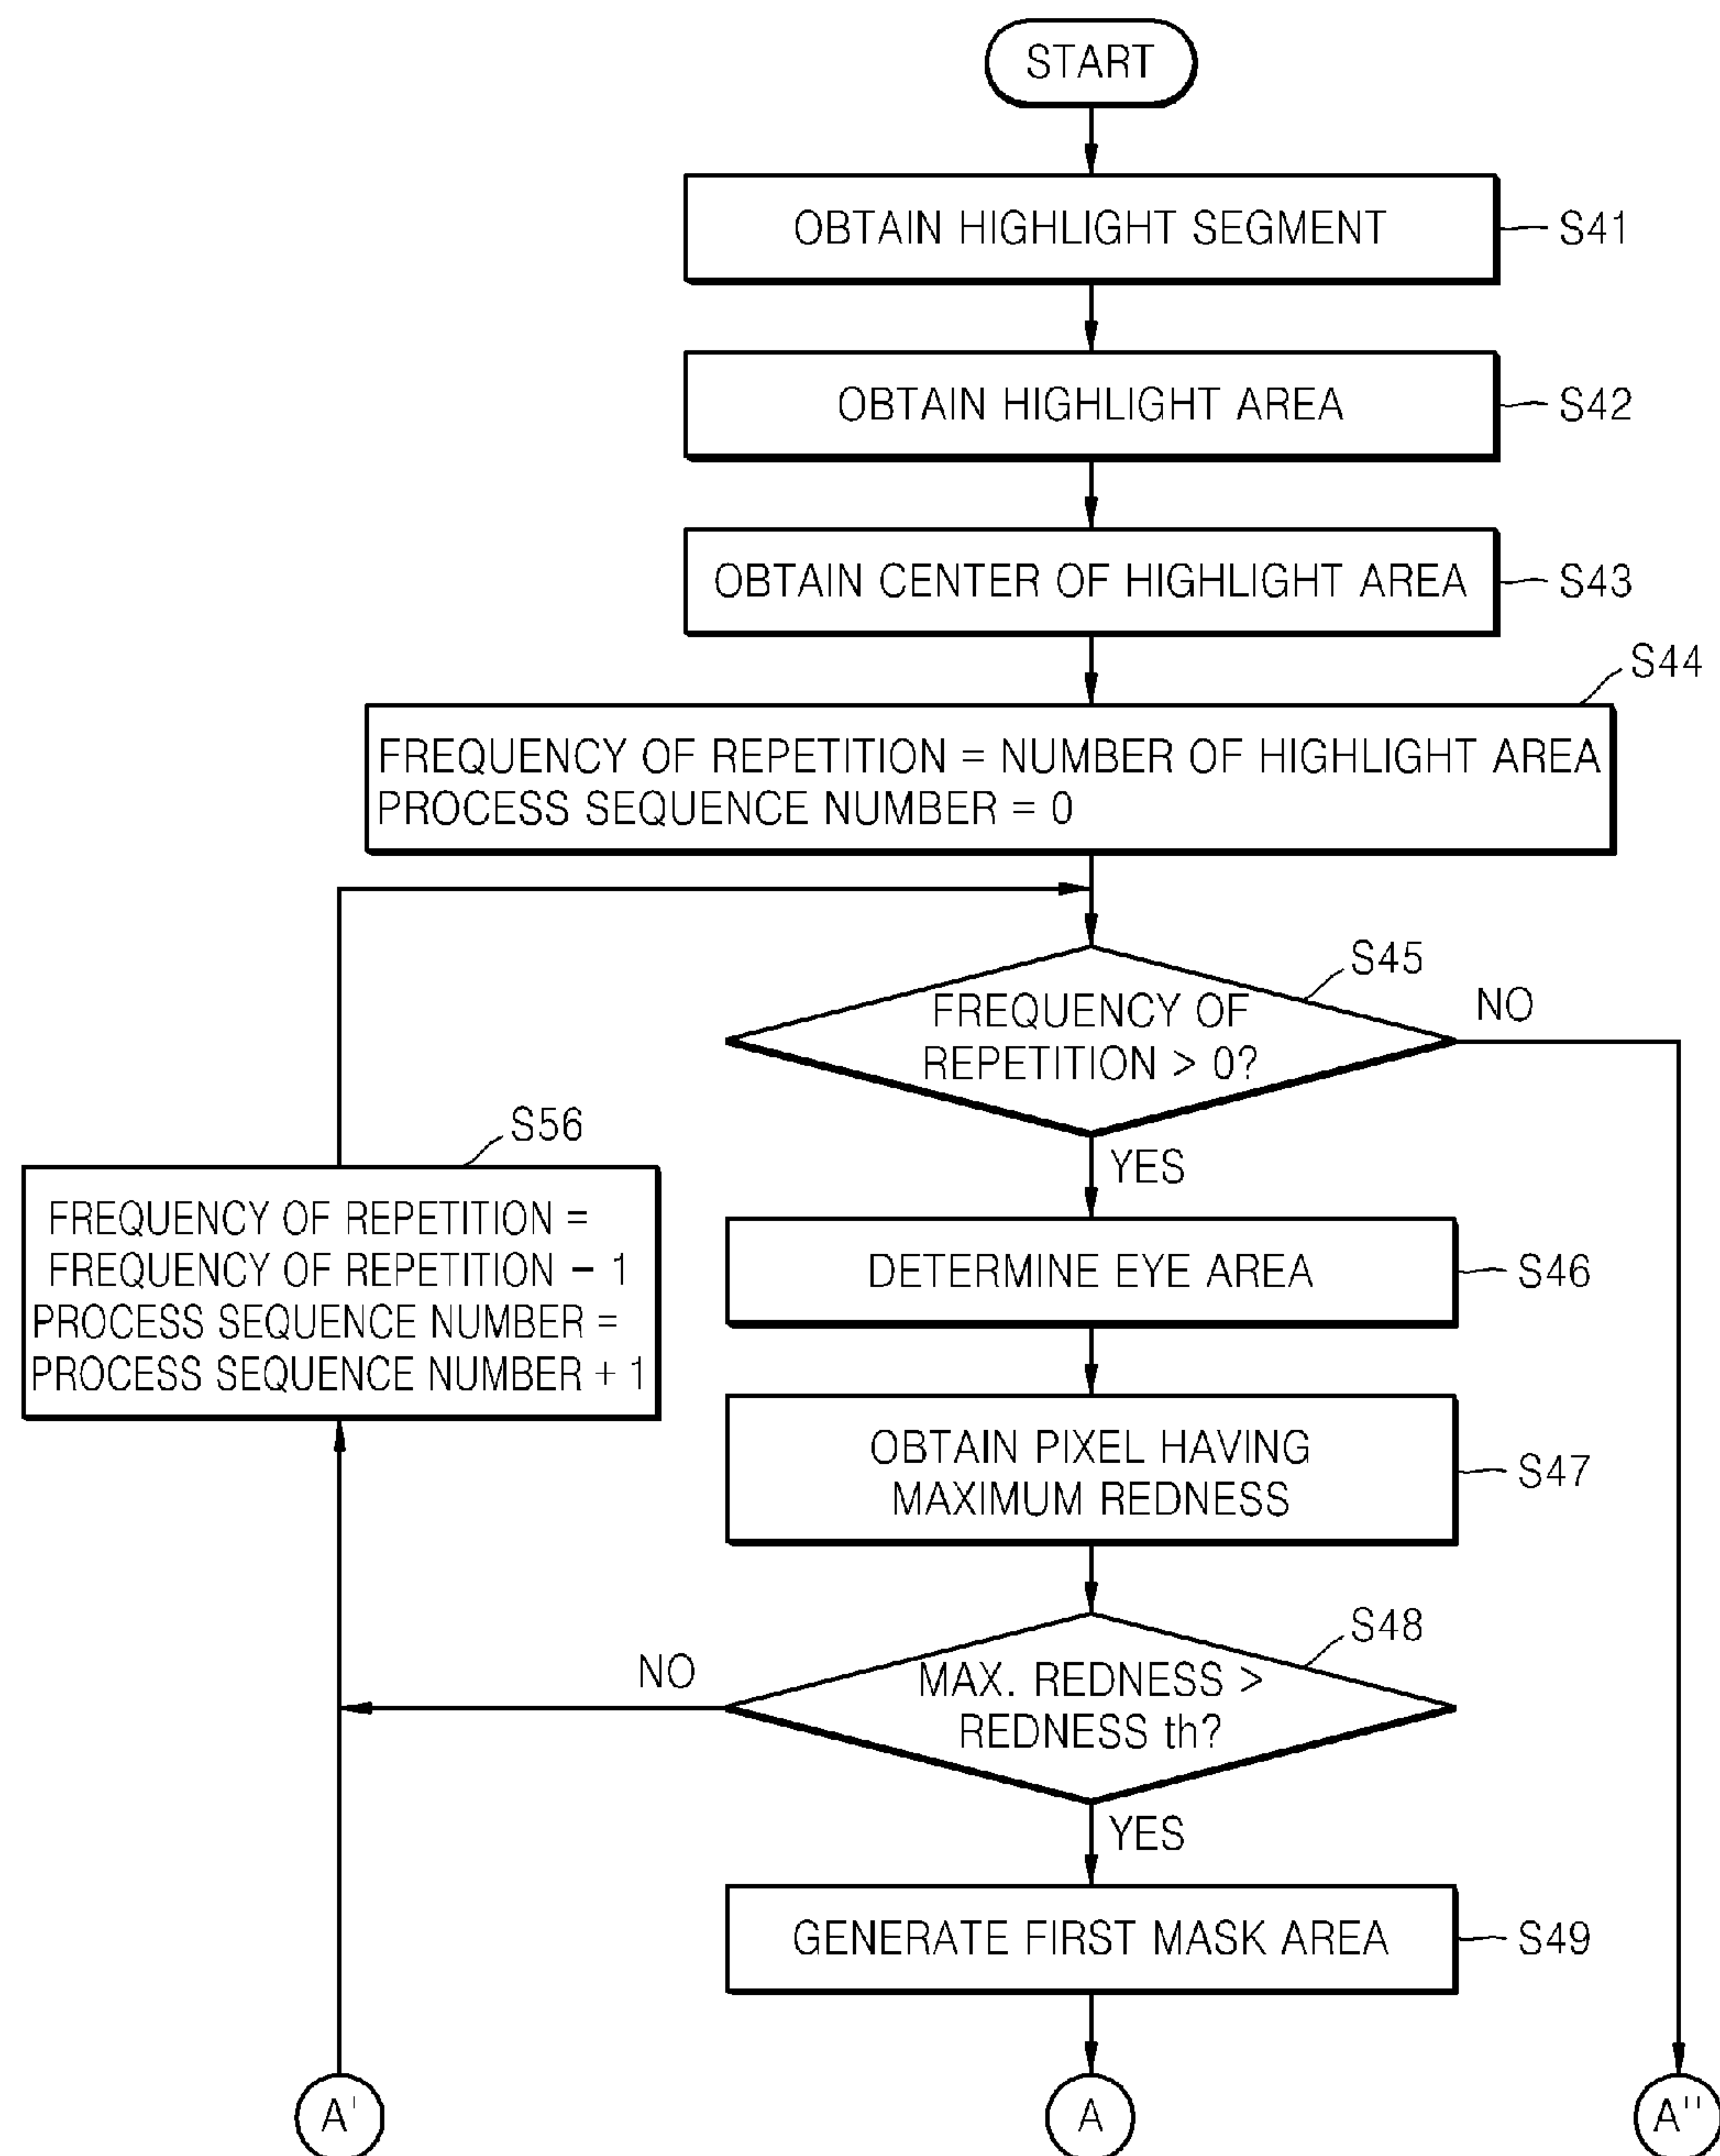 START
OBTAIN HIGHLIGHT SEGMENT
S41
OBTAIN HIGHLIGHT AREA
S42
OBTAIN CENTER OF HIGHLIGHT AREA
S43
S44
FREQUENCY OF REPETITION = NUMBER OF HIGHLIGHT AREA
PROCESS SEQUENCE NUMBER = 0
S45
FREQUENCY OF
REPETITION > 0?
NO
YES
S56
FREQUENCY OF REPETITION =
FREQUENCY OF REPETITION – 1
PROCESS SEQUENCE NUMBER =
PROCESS SEQUENCE NUMBER + 1
DETERMINE EYE AREA
S46
OBTAIN PIXEL HAVING
MAXIMUM REDNESS
S47
S48
MAX. REDNESS >
REDNESS th?
NO
YES
GENERATE FIRST MASK AREA
S49
A'
A
A''